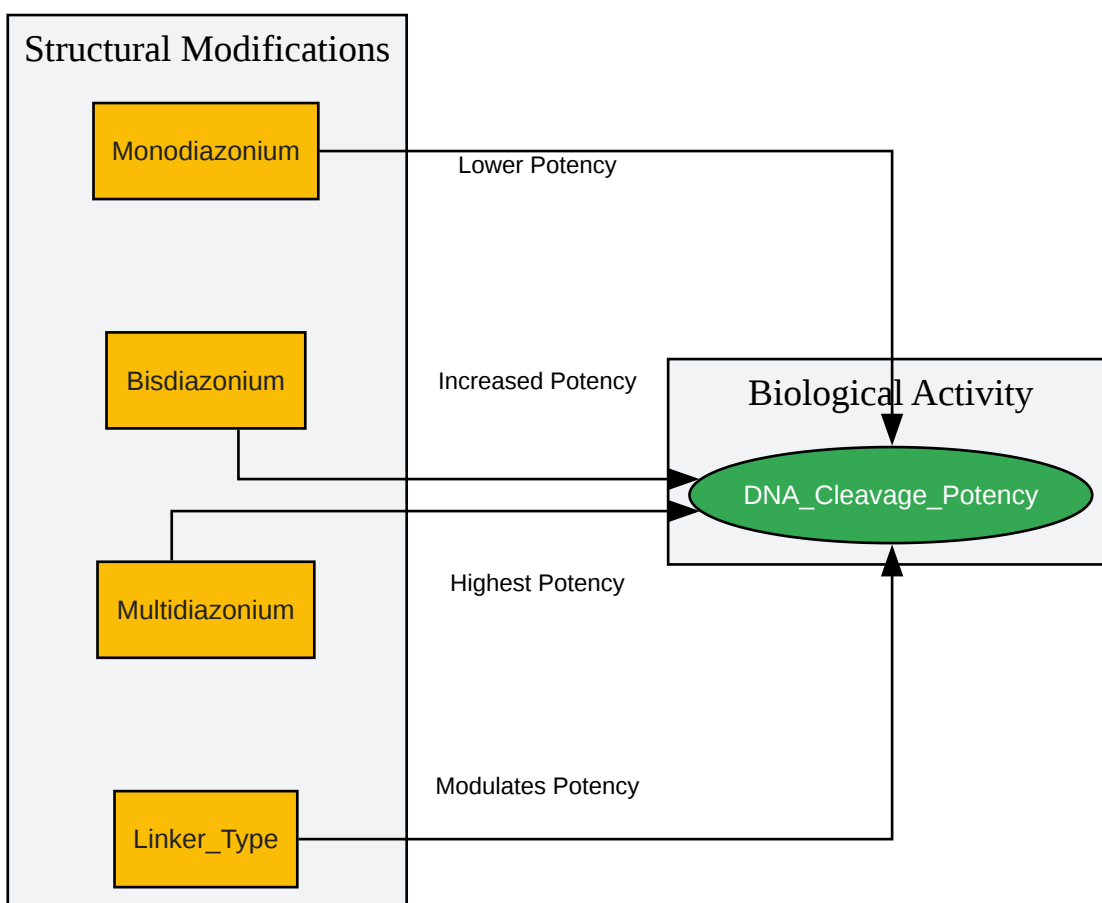 Structural Modifications
Monodiazonium
Lower Potency
Bisdiazonium
Increased Potency
Biological Activity
DNA_Cleavage_Potency
Multidiazonium
Highest Potency
Linker_Type
Modulates Potency